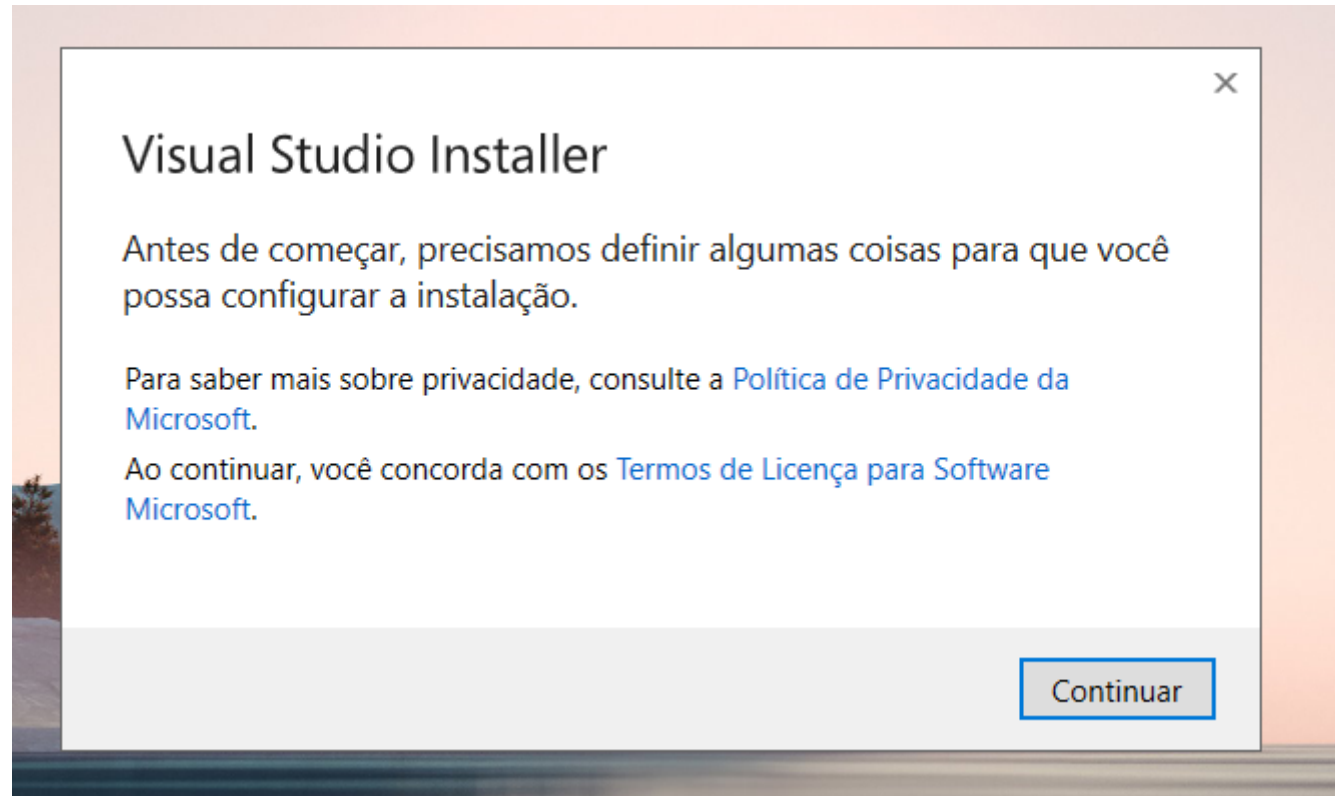 Visual Studio Installer
Antes de começar, precisamos definir algumas coisas para que você
possa configurar a instalação.
Para saber mais sobre privacidade, consulte a Política de Privacidade da
Microsoft.
Ao continuar, você concorda com os Termos de Licença para Software
Microsoft.
Continuar